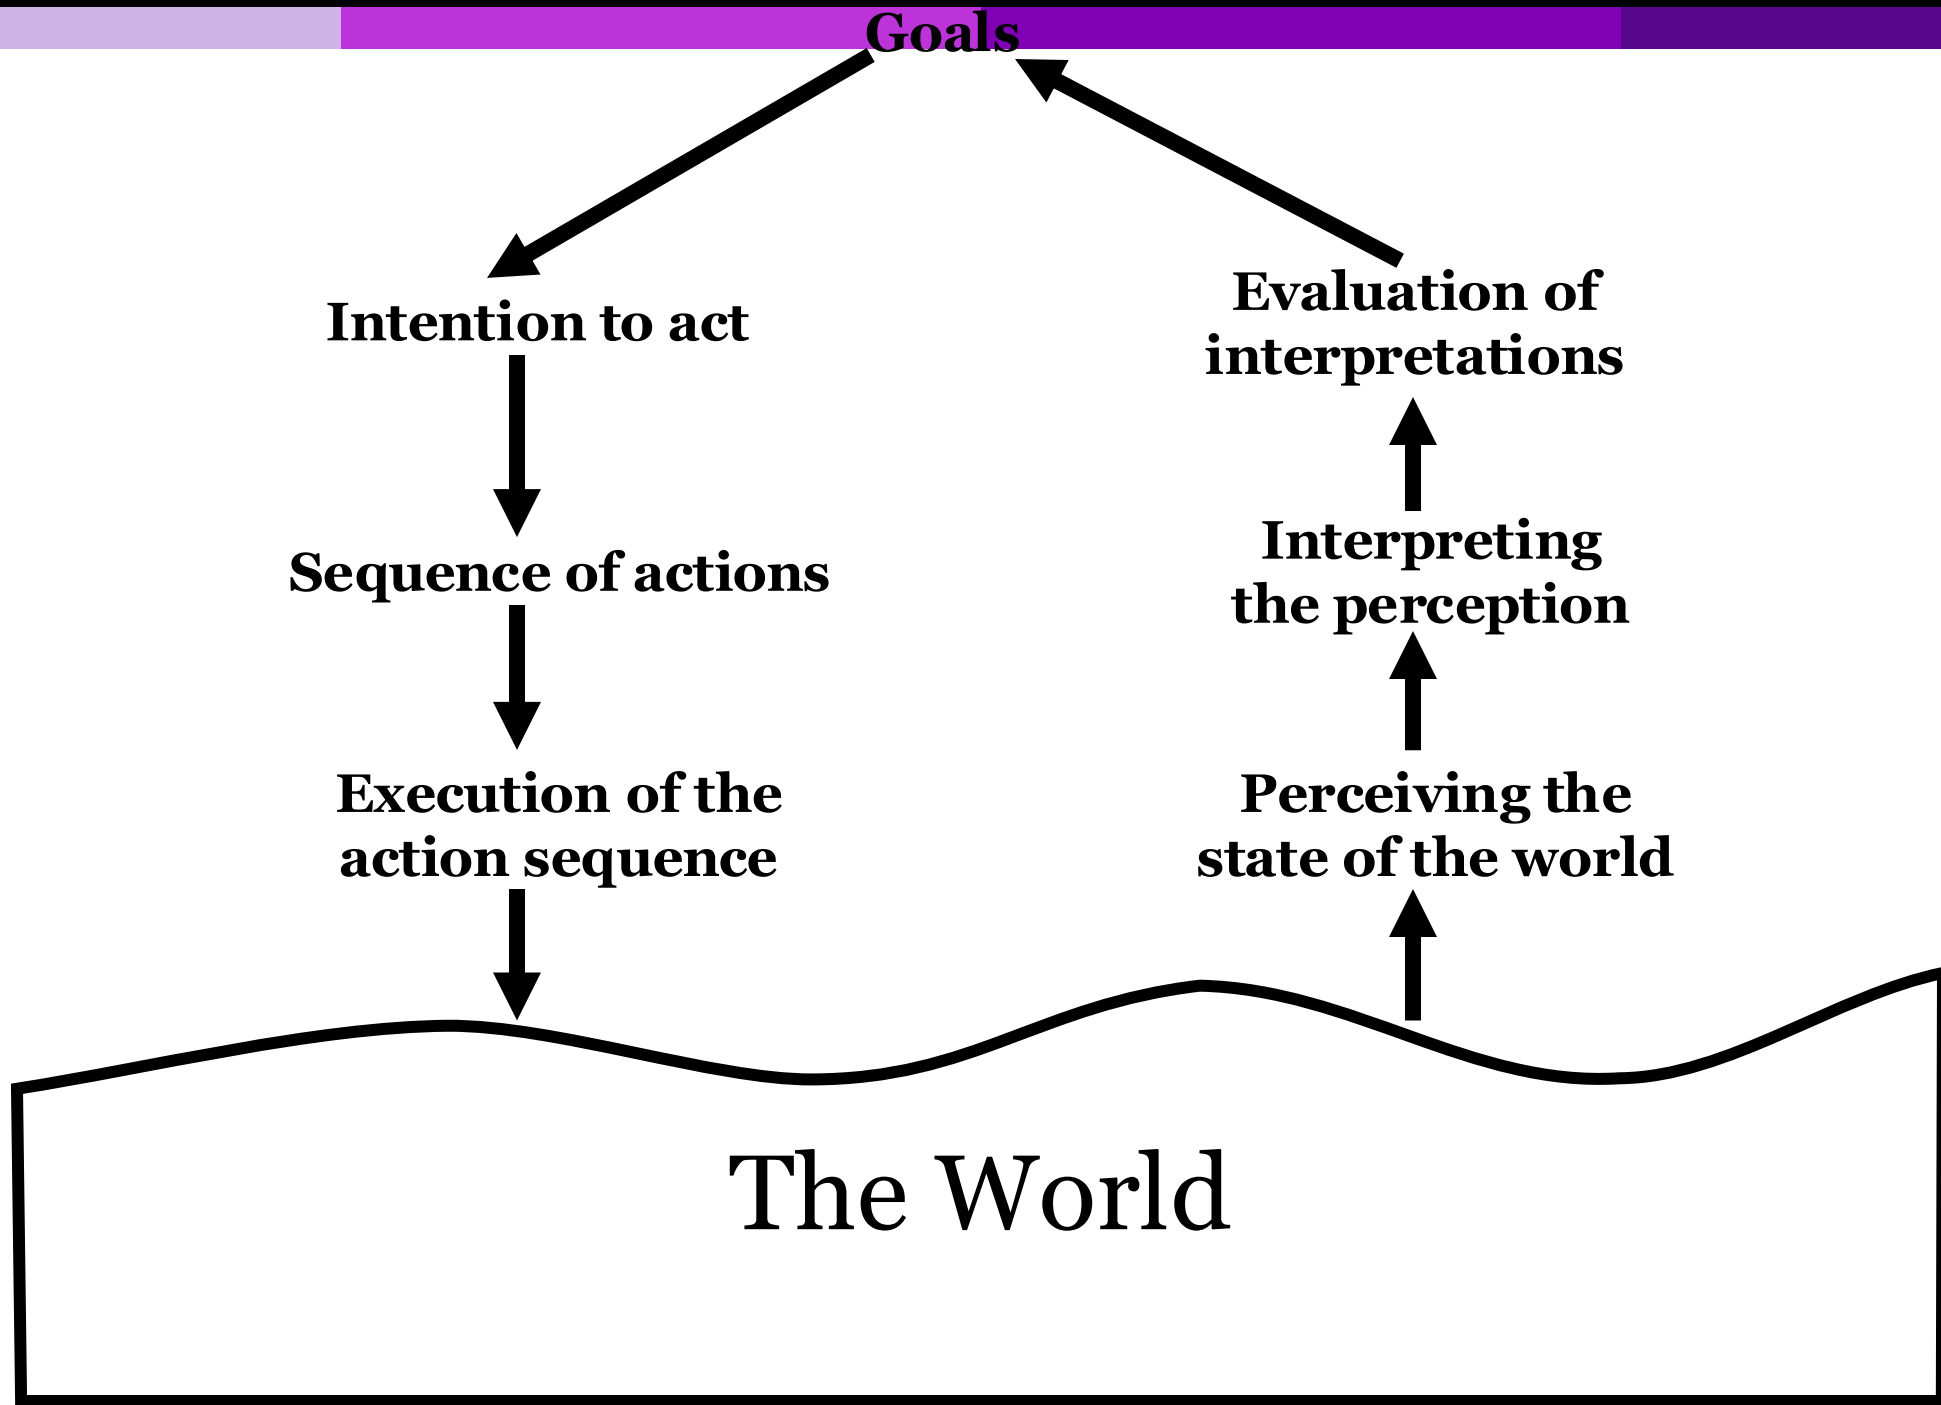 Goals
Intention to act
Sequence of actions
Execution of the
action sequence
Evaluation of
interpretations
Interpreting
the perception
Perceiving the
state of the world
The World